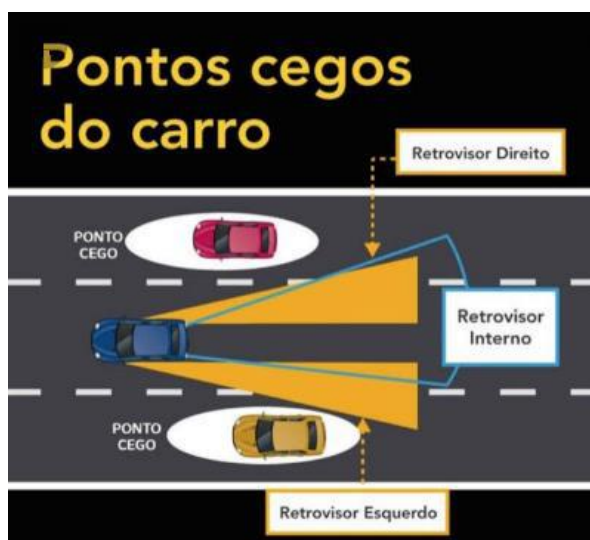 Pontos cegos
do carro
Retrovisor Direito
PONTO
CEGO
Retrovisor
Interno
PONTO
CEGO
Retrovisor Esquerdo